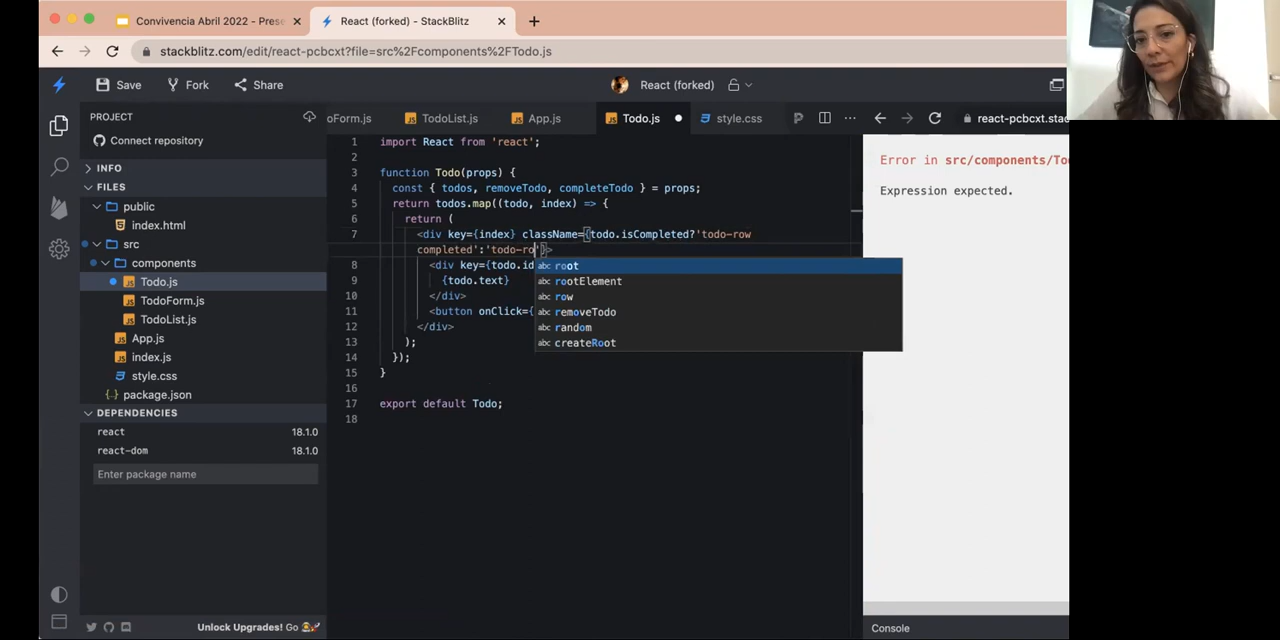 Convivencia Abril 2022 - Prese
React (forked) - StackBlitz
stackblitz.com/edit/react-pcbcxt?file=src%2Fcomponents%2FTodo.js
Save
Fork
Share
React (forked)
PROJECT
oForm.js
TodoList.js
App.js
Todo.js
style.css
react-pcbcxt.stac
Connect repository
INFO
FILES
public
index.html
src
components
Todo.js
TodoForm.js
TodoList.js
App.js
index.js
style.css
package.json
DEPENDENCIES
react 18.1.0
react-dom 18.1.0
Enter package name
Unlock Upgrades! Go
1 import React from 'react';
2
3 function Todo(props) {
4 const { todos, removeTodo, completeTodo } = props;
5 return todos.map((todo, index) => {
6 return (
7 <div key={index} className={todo.isCompleted?'todo-row
completed':'todo-ro'}>
8 <div key={todo.id
9 {todo.text}
10 </div>
11 <button onClick={
12 </div>
13 );
14 });
15 }
16
17 export default Todo;
18
abc root
abc rootElement
abc row
abc removeTodo
abc random
abc createRoot
Error in src/components/To
Expression expected.
Console